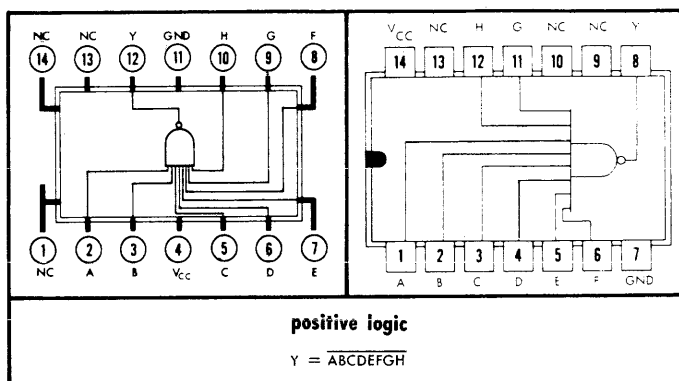 NC NC Y GND H G F
14 13 12 11 10 9 8
1 2 3 4 5 6 7
NC A B VCC C D E
VCC NC H G NC NC Y
14 13 12 11 10 9 8
1 2 3 4 5 6 7
A B C D E F GND
positive logic
Y = ABCDEFGH